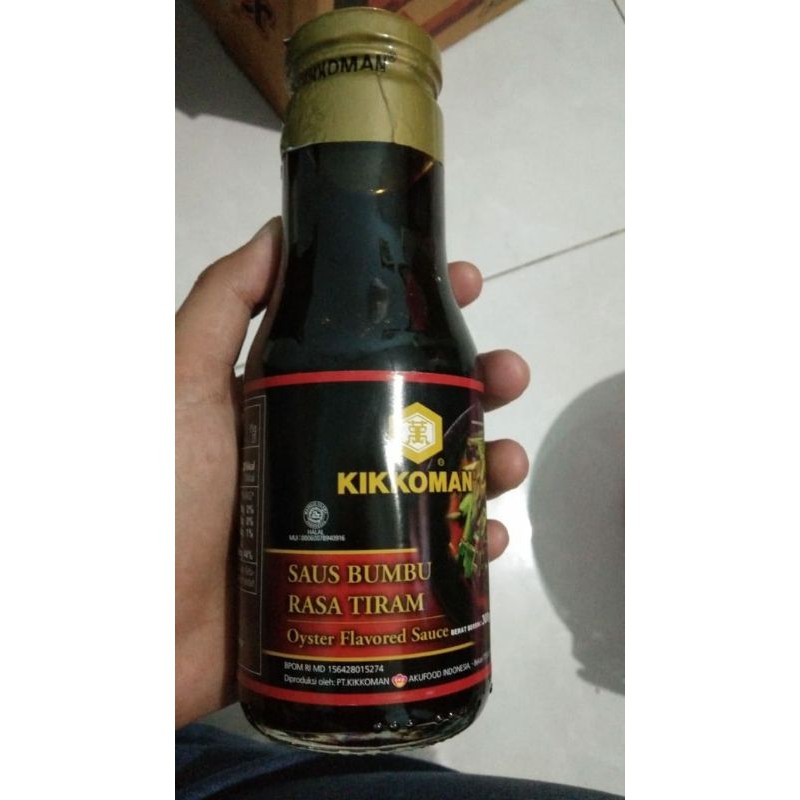 KIKKOMAN®
萬
®
KIKKOMAN
HALAL
SAUS BUMBU
RASA TIRAM
Oyster Flavored Sauce
BPOM RI MD 156428015274
Diproduksi oleh: PT.KIKKOMAN AKUFOOD INDONESIA,